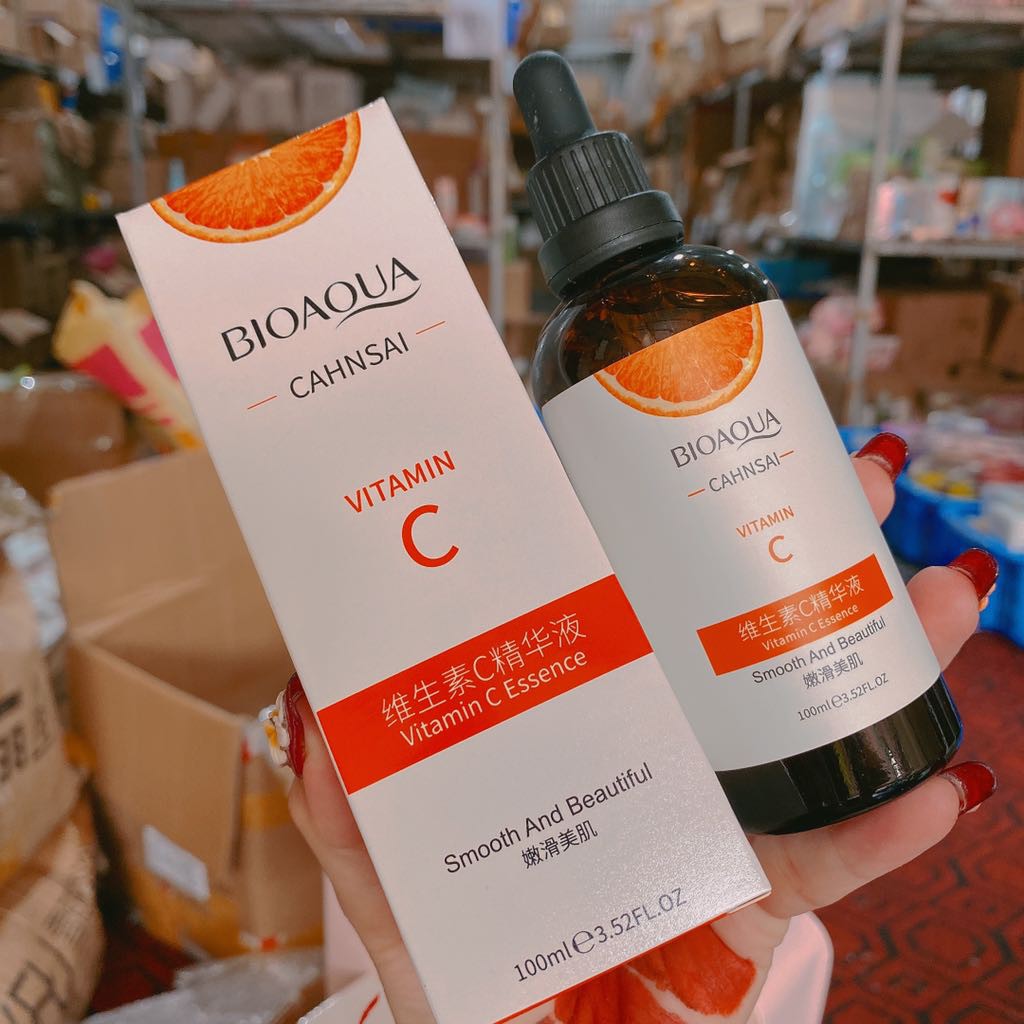 BIOAQUA
CAHNSAI
VITAMIN
C
维生素C精华液
Vitamin C Essence
Smooth And Beautiful
嫩滑美肌
100ml℮3.52FL.OZ
BIOAQUA
CAHNSAI
VITAMIN
C
维生素C精华液
Vitamin C Essence
Smooth And Beautiful
嫩滑美肌
100ml℮3.52FL.OZ